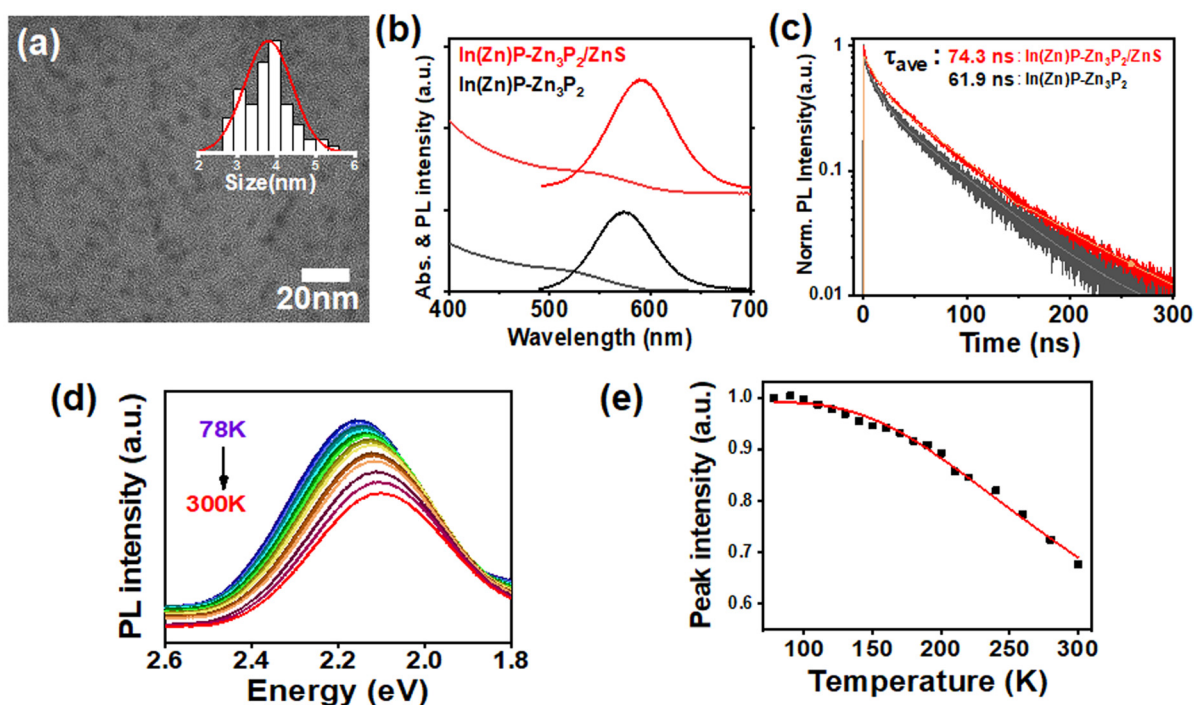 (a)
2 3 4 5 6
Size(nm)
20nm
(b)
In(Zn)P-Zn₃P₂/ZnS
In(Zn)P-Zn₃P₂
Abs. & PL intensity(a.u.)
400 500 600 700
Wavelength (nm)
(c)
τave : 74.3 ns: In(Zn)P-Zn₃P₂/ZnS
61.9 ns: In(Zn)P-Zn₃P₂
Norm. PL Intensity(a.u.)
1
0.1
0.01
0 100 200 300
Time (ns)
(d)
78K
300K
PL intensity (a.u.)
2.6 2.4 2.2 2.0 1.8
Energy (eV)
(e)
Peak intensity (a.u.)
1.0
0.9
0.8
0.7
0.6
100 150 200 250 300
Temperature (K)